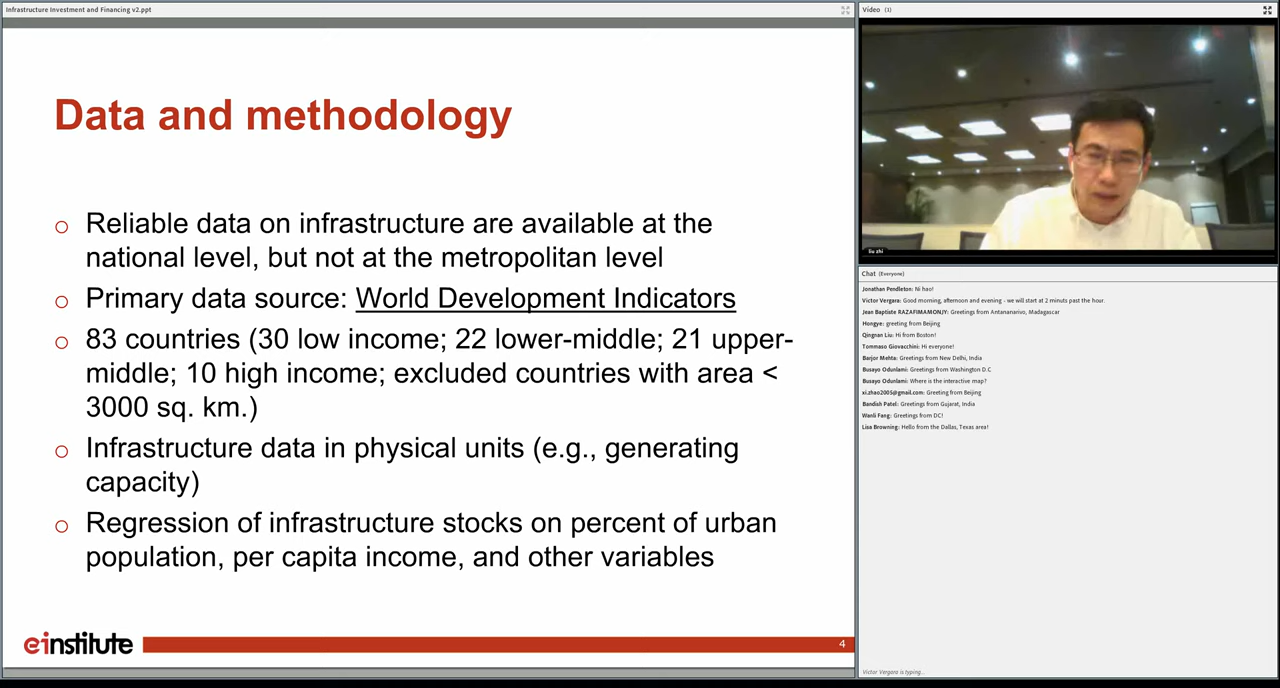 Infrastructure Investment and Financing v2.ppt
Data and methodology
Reliable data on infrastructure are available at the
national level, but not at the metropolitan level
Primary data source: World Development Indicators
83 countries (30 low income; 22 lower-middle; 21 upper-
middle; 10 high income; excluded countries with area <
3000 sq. km.)
Infrastructure data in physical units (e.g., generating
capacity)
Regression of infrastructure stocks on percent of urban
population, per capita income, and other variables
einstitute
4
Video (1)
liu zhi
Chat (Everyone)
Jonathan Pendleton: Ni hao!
Victor Vergara: Good morning, afternoon and evening - we will start at 2 minuts past the hour.
Jean Baptiste RAZAFIMAMONJY: Greetings from Antananarivo, Madagascar
Hongye: greeting from Beijing
Qingnan Liu: Hi from Boston!
Tommaso Giovacchini: Hi everyone!
Barjor Mehta: Greetings from New Delhi, India
Busayo Odunlami: Greetings from Washington D.C
Busayo Odunlami: Where is the interactive map?
xi.zhao2005@gmail.com: Greeting from Beijing
Bandish Patel: Greetings from Gujarat, India
Wanli Fang: Greetings from DC!
Lisa Browning: Hello from the Dallas, Texas area!
Victor Vergara is typing...